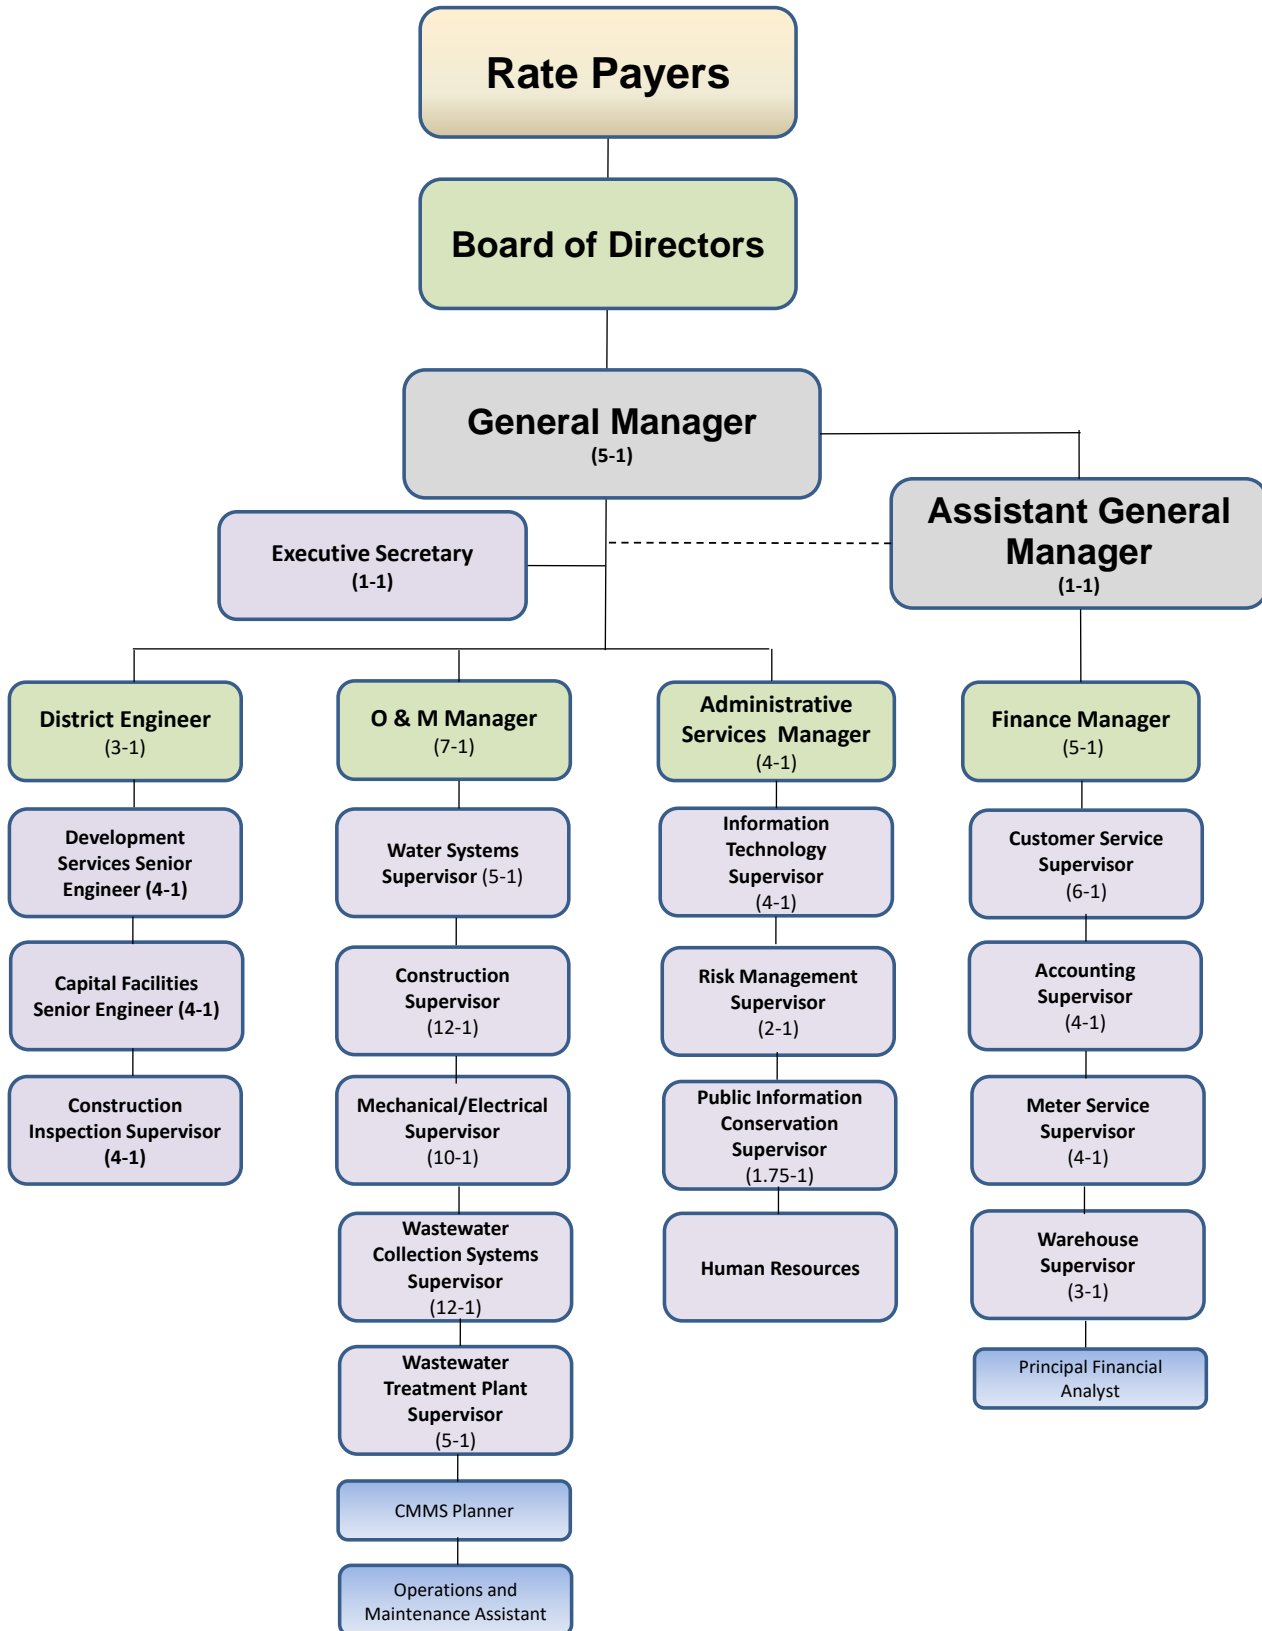 Rate Payers
Board of Directors
General Manager
(5-1)
Assistant General
Manager
(1-1)
Executive Secretary
(1-1)
District Engineer
(3-1)
Development
Services Senior
Engineer (4-1)
Capital Facilities
Senior Engineer (4-1)
Construction
Inspection Supervisor
(4-1)
O & M Manager
(7-1)
Water Systems
Supervisor (5-1)
Construction
Supervisor
(12-1)
Mechanical/Electrical
Supervisor
(10-1)
Wastewater
Collection Systems
Supervisor
(12-1)
Wastewater
Treatment Plant
Supervisor
(5-1)
CMMS Planner
Operations and
Maintenance Assistant
Administrative
Services  Manager
(4-1)
Information
Technology
Supervisor
(4-1)
Risk Management
Supervisor
(2-1)
Public Information
Conservation
Supervisor
(1.75-1)
Human Resources
Finance Manager
(5-1)
Customer Service
Supervisor
(6-1)
Accounting
Supervisor
(4-1)
Meter Service
Supervisor
(4-1)
Warehouse
Supervisor
(3-1)
Principal Financial
Analyst